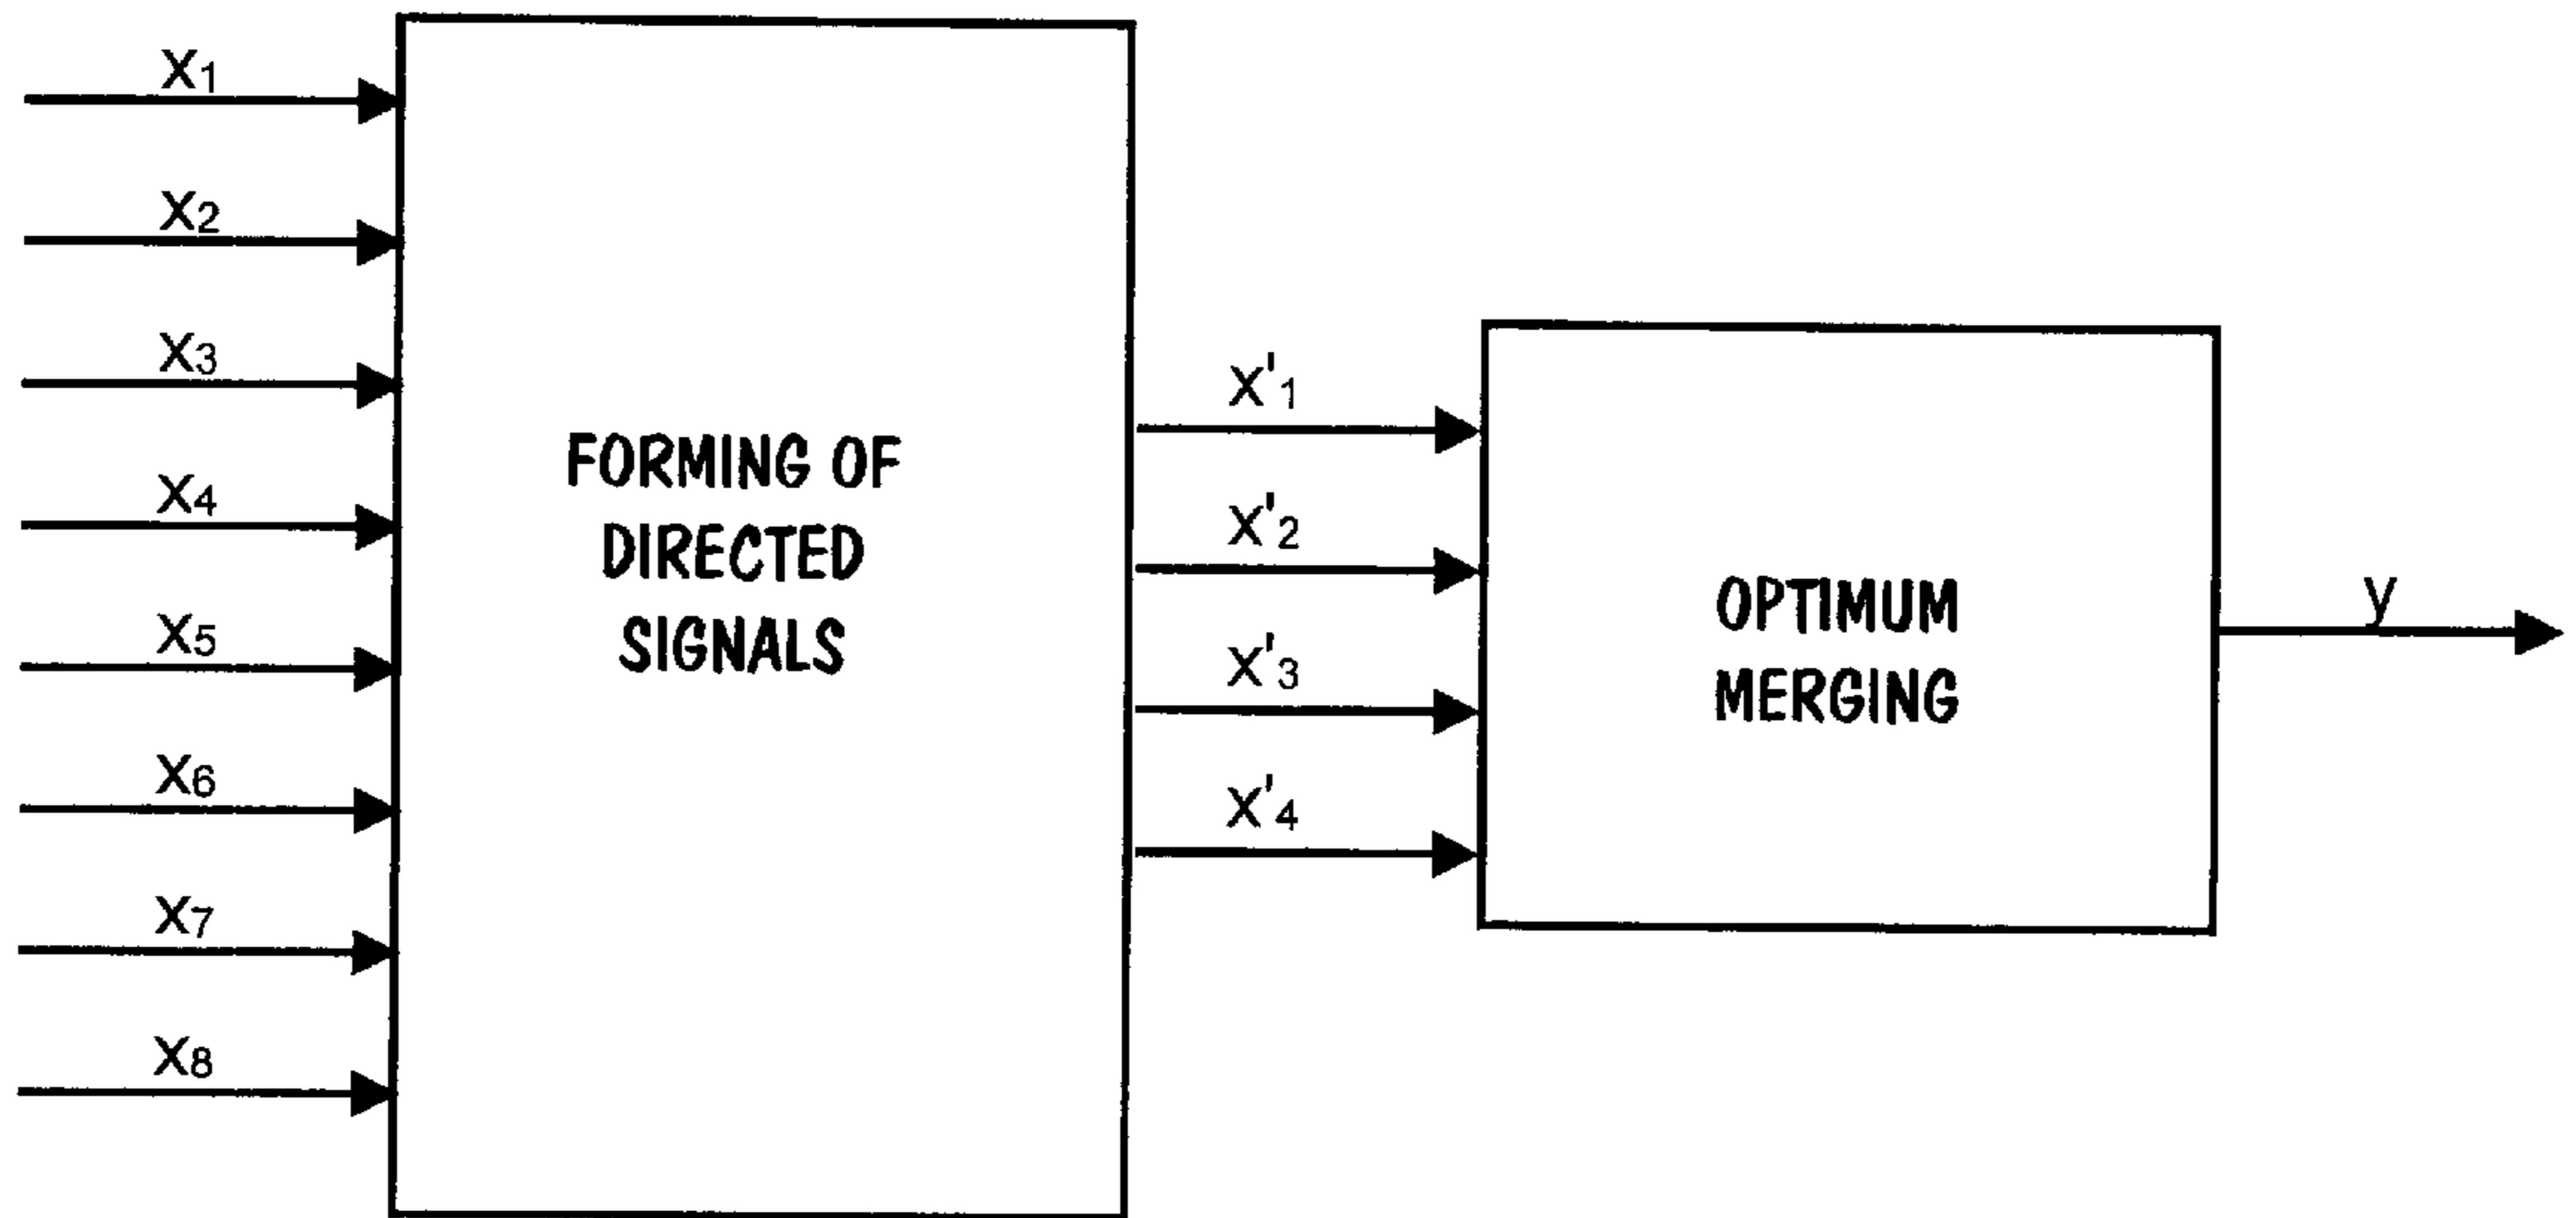 x1
x2
x3
x4
x5
x6
x7
x8
FORMING OF
DIRECTED
SIGNALS
x'1
x'2
x'3
x'4
OPTIMUM
MERGING
y